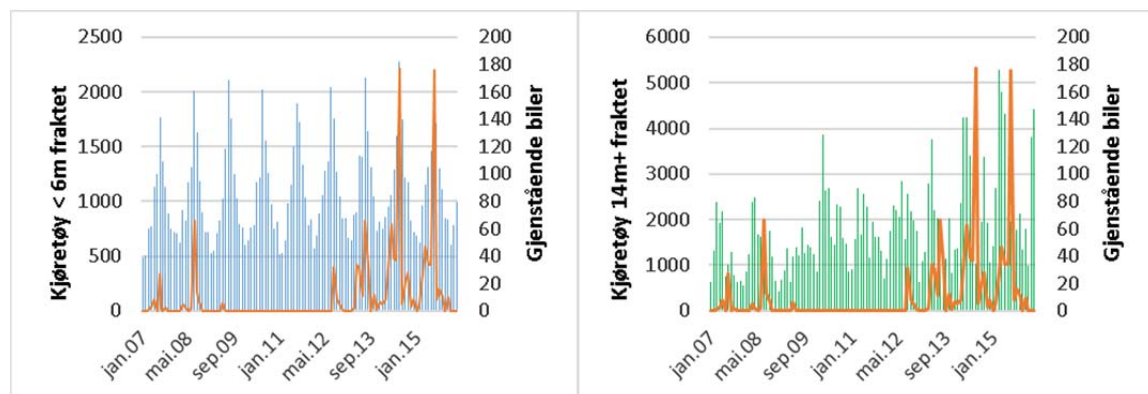 Kjøretøy < 6m fraktet
2500
2000
1500
1000
500
0
200
180
160
140
120
100
80
60
40
20
0
Gjenstående biler
jan.07
mai.08
sep.09
jan.11
mai.12
sep.13
jan.15
Kjøretøy 14m+ fraktet
6000
5000
4000
3000
2000
1000
0
200
180
160
140
120
100
80
60
40
20
0
Gjenstående biler
jan.07
mai.08
sep.09
jan.11
mai.12
sep.13
jan.15